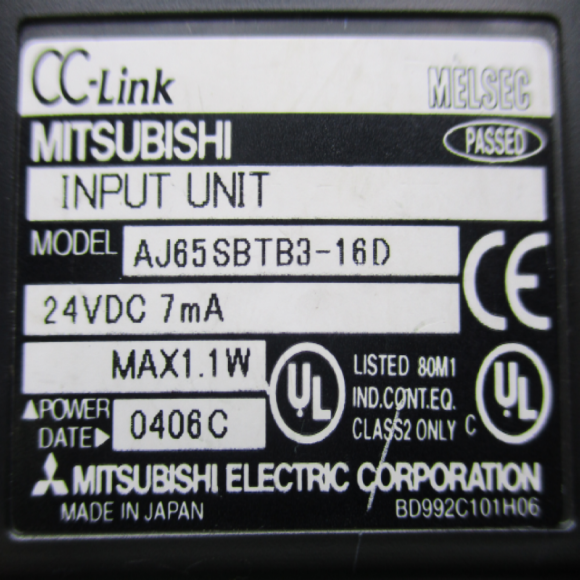 CC-Link MELSEC
MITSUBISHI PASSED
INPUT UNIT
MODEL AJ65SBTB3-16D
CE
24VDC 7mA
MAX1.1W
▲POWER
DATE▶ 0406C
UL
LISTED 80M1
IND.CONT.EQ.
CLASS2 ONLY
C UL
MITSUBISHI ELECTRIC CORPORATION
MADE IN JAPAN BD992C101H06